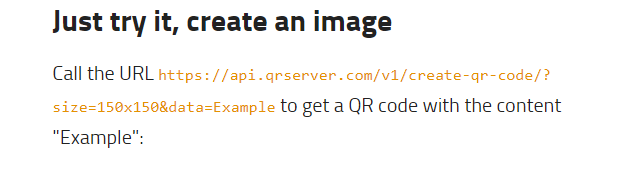 Just try it, create an image
Call the URL https://api.qrserver.com/v1/create-qr-code/?
size=150x150&data=Example to get a QR code with the content
"Example":